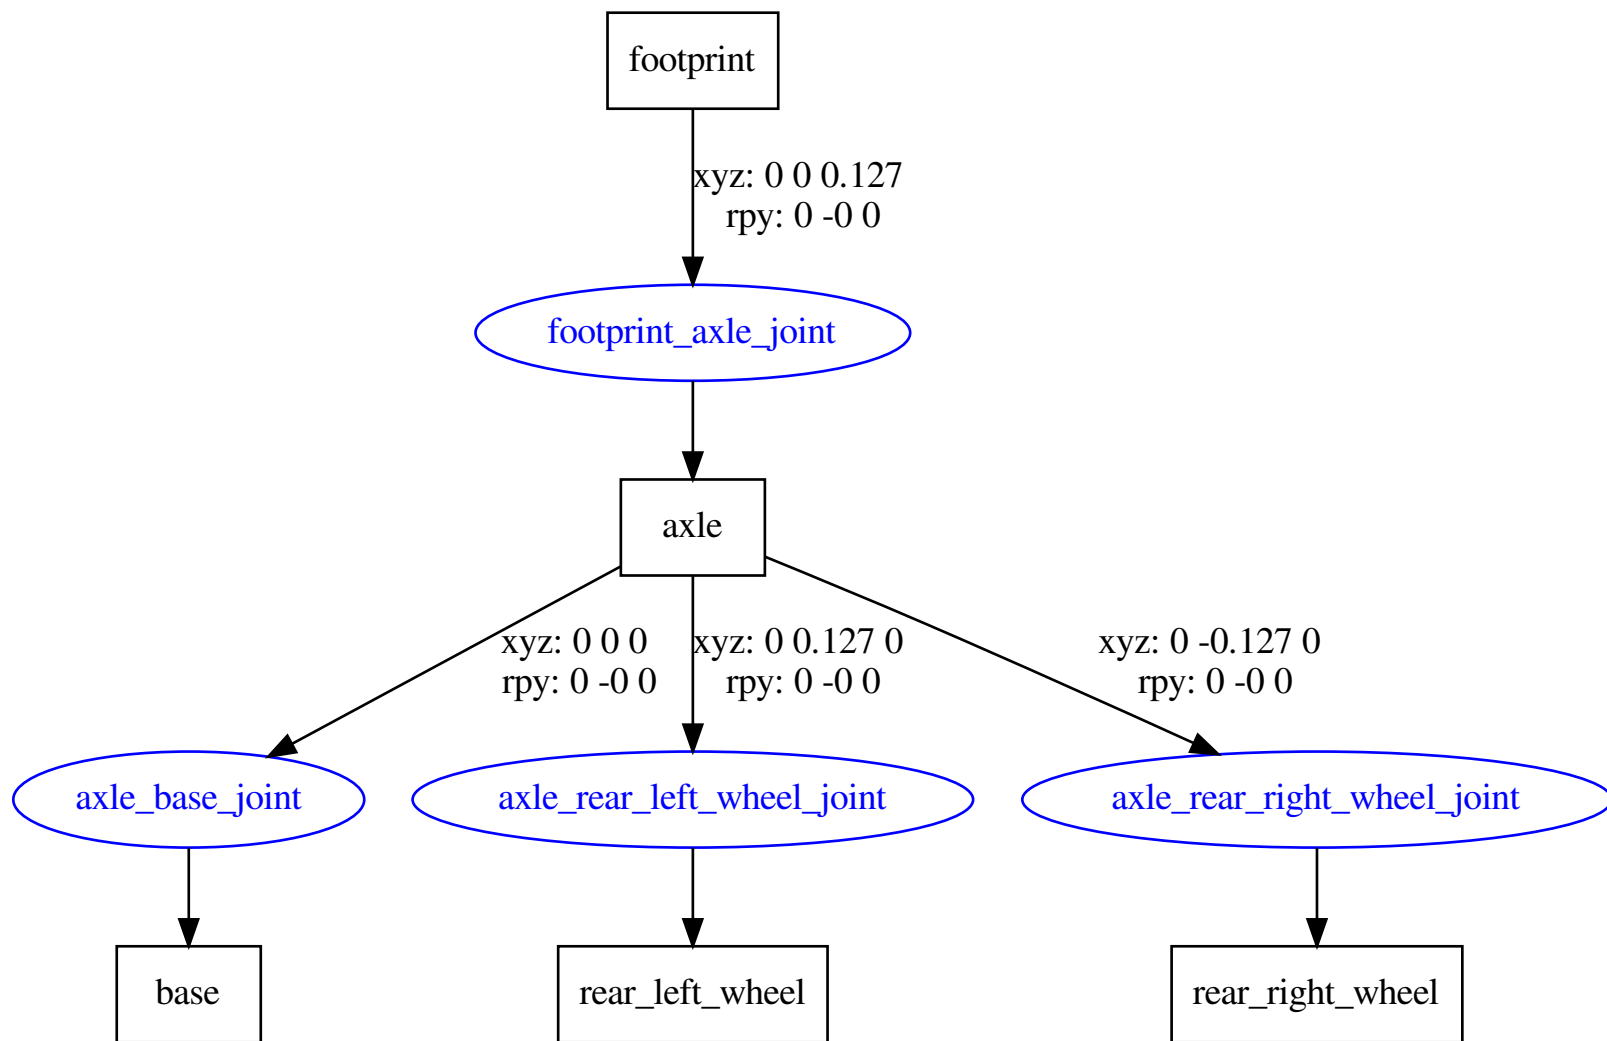 footprint
xyz: 0 0 0.127
rpy: 0 -0 0
footprint_axle_joint
axle
xyz: 0 0 0
rpy: 0 -0 0
xyz: 0 0.127 0
rpy: 0 -0 0
xyz: 0 -0.127 0
rpy: 0 -0 0
axle_base_joint
axle_rear_left_wheel_joint
axle_rear_right_wheel_joint
base
rear_left_wheel
rear_right_wheel